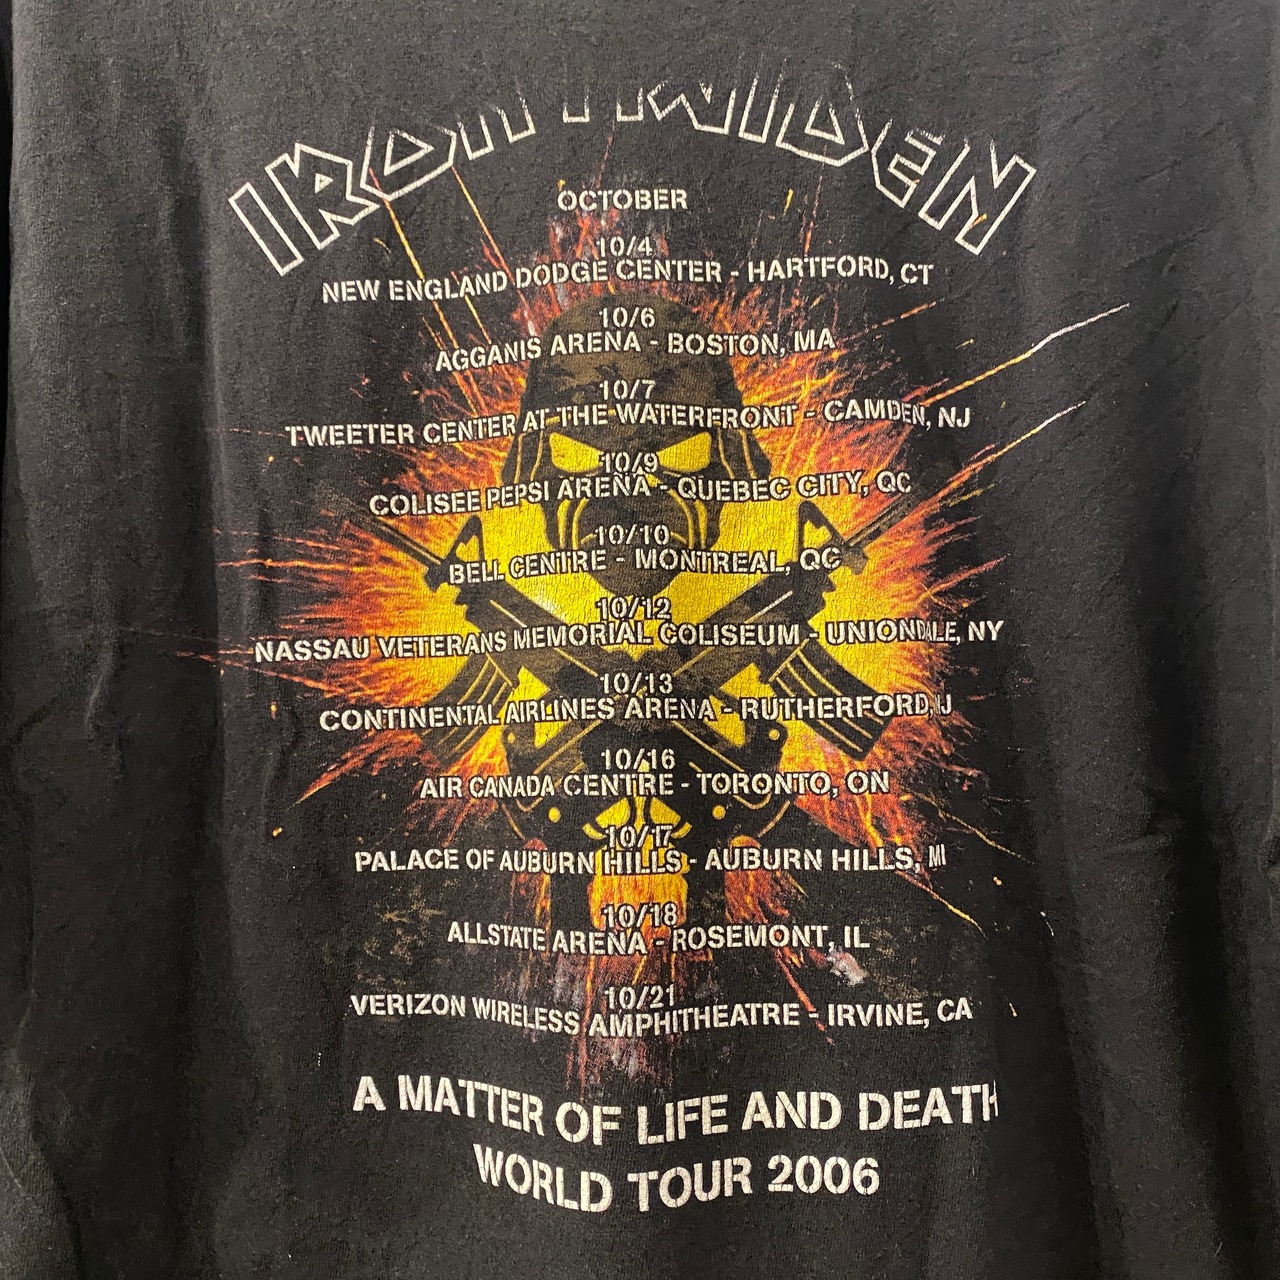 IRON MAIDEN
OCTOBER
10/4
NEW ENGLAND DODGE CENTER - HARTFORD, CT
10/6
AGGANIS ARENA - BOSTON, MA
10/7
TWEETER CENTER AT THE WATERFRONT - CAMDEN, NJ
10/9
COLISEE PEPSI ARENA - QUEBEC CITY, QC
10/10
BELL CENTRE - MONTREAL, QC
10/12
NASSAU VETERANS MEMORIAL COLISEUM - UNIONDALE, NY
10/13
CONTINENTAL AIRLINES ARENA - RUTHERFORD, NJ
10/16
AIR CANADA CENTRE - TORONTO, ON
10/17
PALACE OF AUBURN HILLS - AUBURN HILLS, MI
10/18
ALLSTATE ARENA - ROSEMONT, IL
10/21
VERIZON WIRELESS AMPHITHEATRE - IRVINE, CA
A MATTER OF LIFE AND DEATH
WORLD TOUR 2006